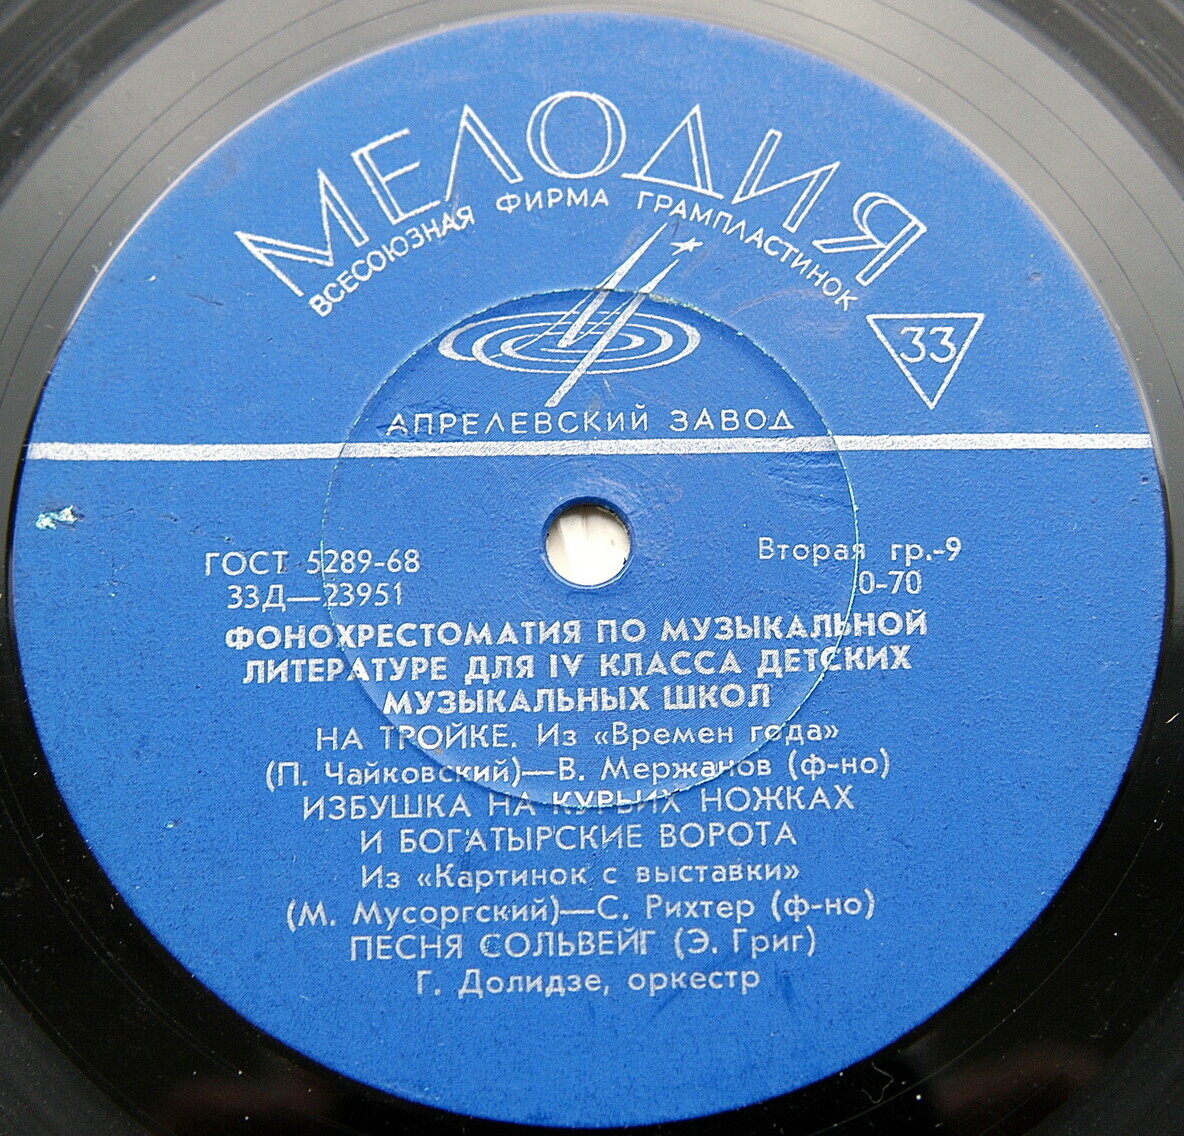 МЕЛОДИЯ
ВСЕСОЮЗНАЯ ФИРМА ГРАМПЛАСТИНОК
33
АПРЕЛЕВСКИЙ ЗАВОД
ГОСТ 5289-68
Вторая гр.-9
33Д—23951
0-70
ФОНОХРЕСТОМАТИЯ ПО МУЗЫКАЛЬНОЙ
ЛИТЕРАТУРЕ ДЛЯ IV КЛАССА ДЕТСКИХ
МУЗЫКАЛЬНЫХ ШКОЛ
НА ТРОЙКЕ. Из «Времен года»
(П. Чайковский)—В. Мержанов (ф-но)
ИЗБУШКА НА КУРЬИХ НОЖКАХ
И БОГАТЫРСКИЕ ВОРОТА
Из «Картинок с выставки»
(М. Мусоргский)—С. Рихтер (ф-но)
ПЕСНЯ СОЛЬВЕЙГ (Э. Григ)
Г. Долидзе, оркестр